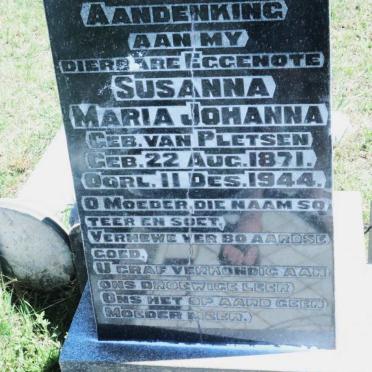 AANDENKING
AAN MY
DIERBARE EGGENOTE
SUSANNA
MARIA JOHANNA
GEB. VAN PLETSEN
GEB. 22 AUG. 1871.
OORL. 11 DES. 1944.
O MOEDER, DIE NAAM SO
TEER EN SOET,
VERHEWE VER BO AARDSE
GOED,
U GRAF VERKONDIG AAN
ONS DROEWIGE LEER
ONS HET OP AARD GEEN
MOEDER MEER.